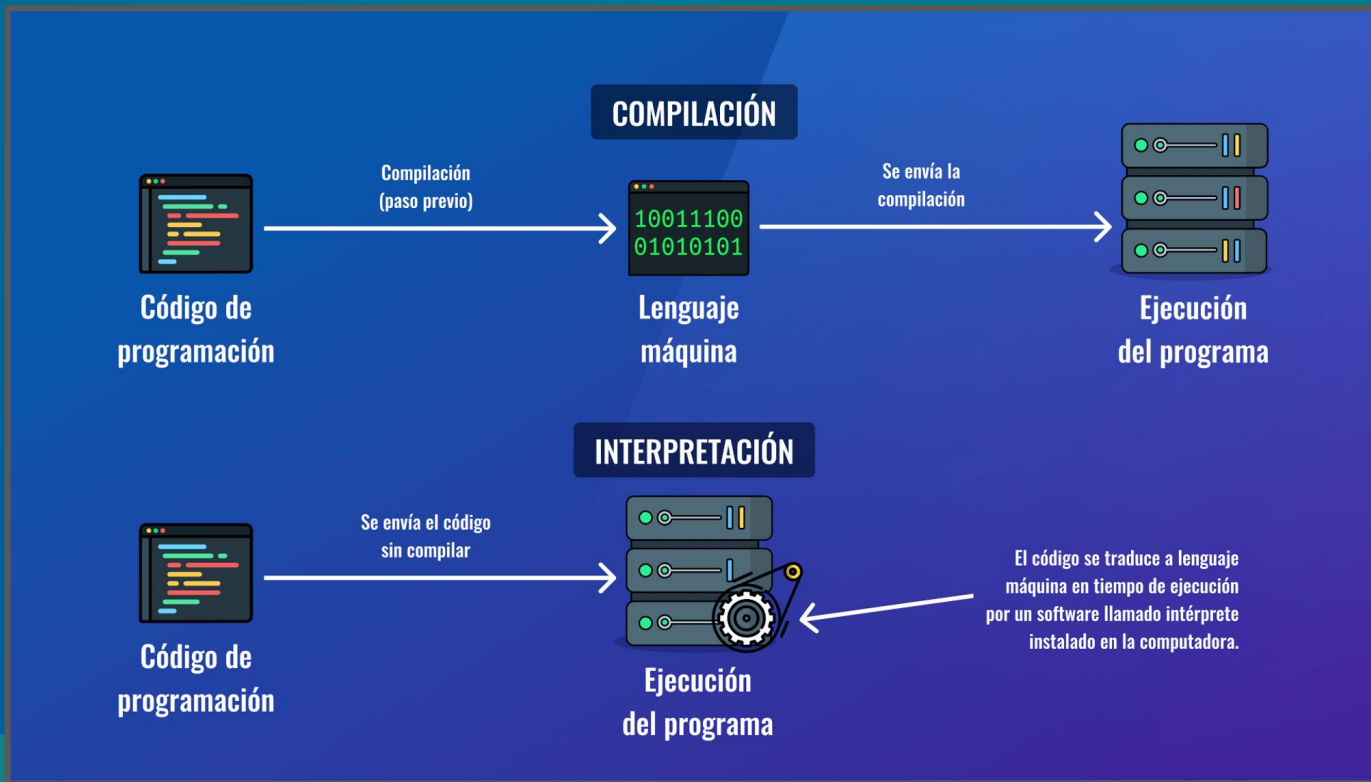 COMPILACIÓN
Compilación
(paso previo)
Se envía la
compilación
10011100
01010101
Código de
programación
Lenguaje
máquina
Ejecución
del programa
INTERPRETACIÓN
Se envía el código
sin compilar
El código se traduce a lenguaje
máquina en tiempo de ejecución
por un software llamado intérprete
instalado en la computadora.
Código de
programación
Ejecución
del programa